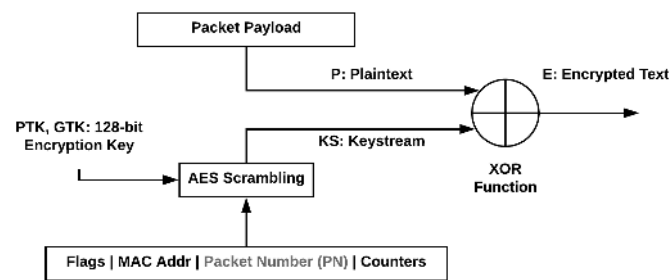 Packet Payload
P: Plaintext
E: Encrypted Text
PTK, GTK: 128-bit
Encryption Key
KS: Keystream
XOR
Function
AES Scrambling
Flags | MAC Addr | Packet Number (PN) | Counters